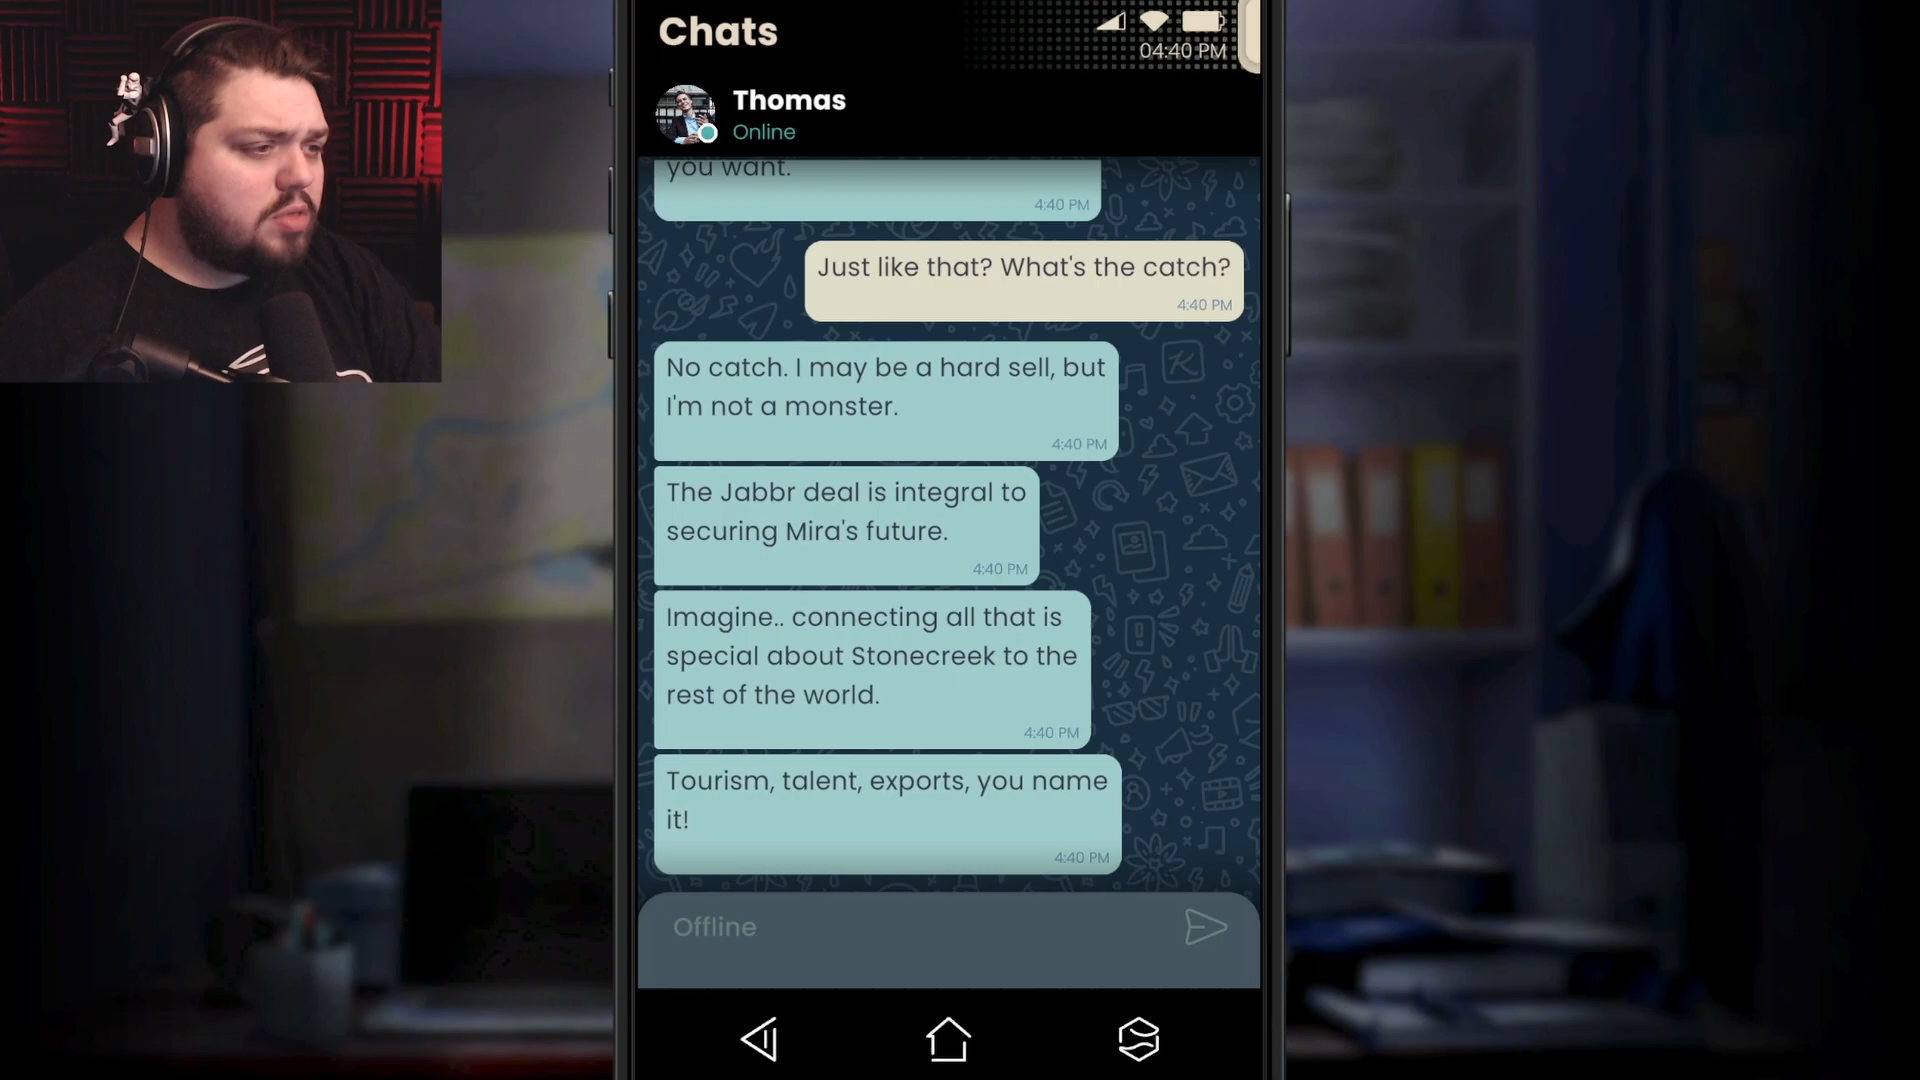 Chats
04:40 PM
Thomas
Online
you want.
4:40 PM
Just like that? What's the catch?
4:40 PM
No catch. I may be a hard sell, but
I'm not a monster.
4:40 PM
The Jabbr deal is integral to
securing Mira's future.
4:40 PM
Imagine.. connecting all that is
special about Stonecreek to the
rest of the world.
4:40 PM
Tourism, talent, exports, you name
it!
4:40 PM
Offline